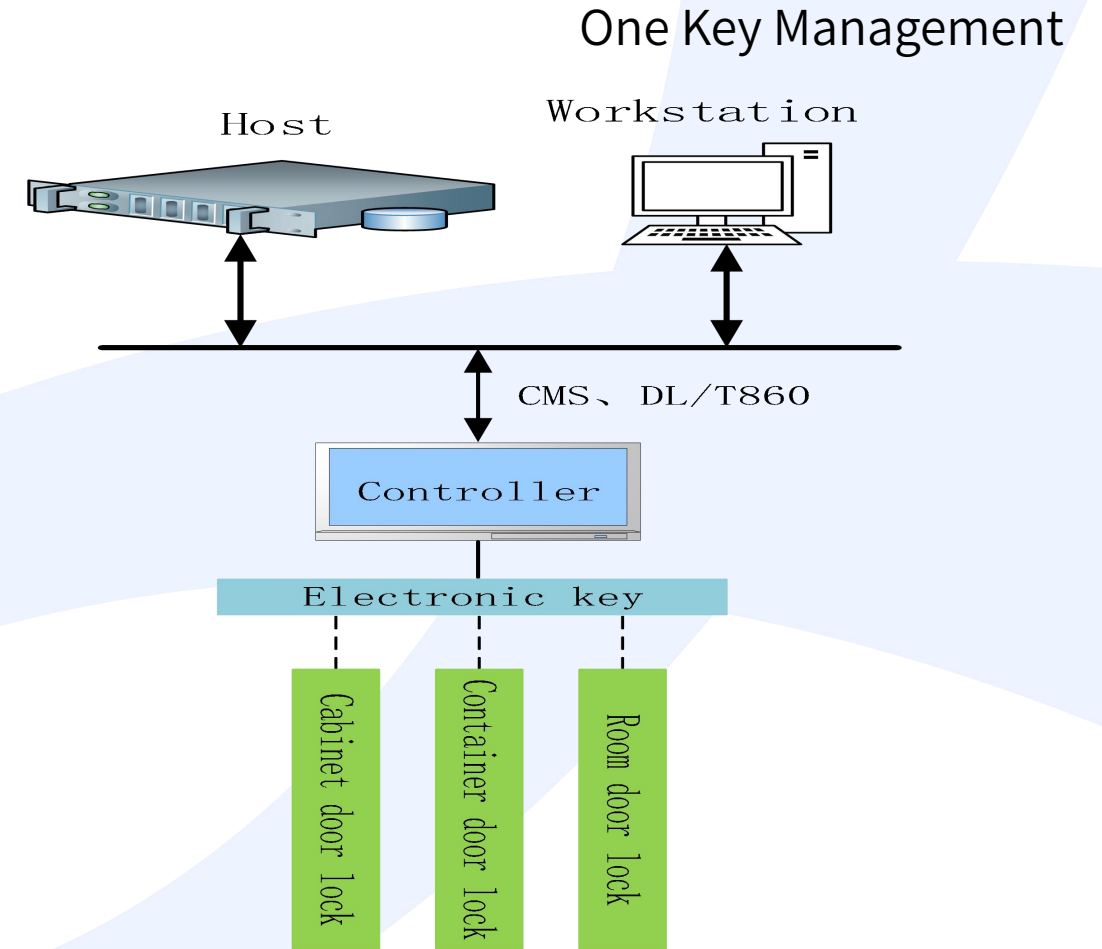 One Key Management
Host
Workstation
CMS、DL/T860
Controller
Electronic key
Cabinet door lock
Container door lock
Room door lock